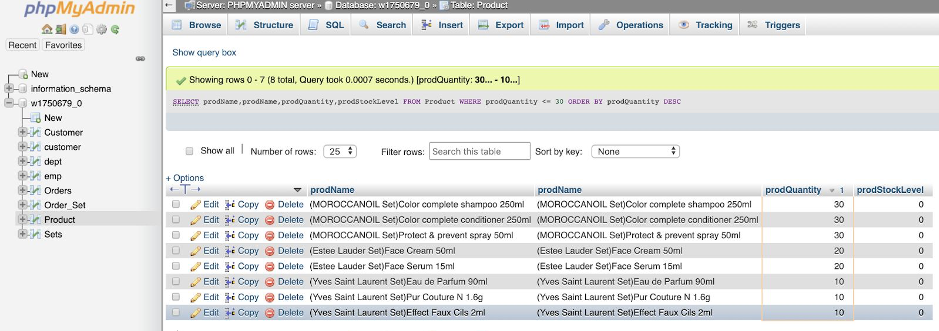 phpMyAdmin
Server: PHPMYADMIN server » Database: w1750679_0 » Table: Product
Browse Structure SQL Search Insert Export Import Operations Tracking Triggers
Recent Favorites
Show query box
New
information_schema
w1750679_0
New
Customer
customer
dept
emp
Orders
Order_Set
Product
Sets
Showing rows 0 - 7 (8 total, Query took 0.0007 seconds.) [prodQuantity: 30... - 10...]
SELECT prodName,prodName,prodQuantity,prodStockLevel FROM Product WHERE prodQuantity <= 30 ORDER BY prodQuantity DESC
Show all Number of rows: 25 Filter rows: Search this table Sort by key: None
+ Options
prodName prodName prodQuantity 1 prodStockLevel
Edit Copy Delete (MOROCCANOIL Set)Color complete shampoo 250ml (MOROCCANOIL Set)Color complete shampoo 250ml 30 0
Edit Copy Delete (MOROCCANOIL Set)Color complete conditioner 250ml (MOROCCANOIL Set)Color complete conditioner 250ml 30 0
Edit Copy Delete (MOROCCANOIL Set)Protect & prevent spray 50ml (MOROCCANOIL Set)Protect & prevent spray 50ml 30 0
Edit Copy Delete (Estee Lauder Set)Face Cream 50ml (Estee Lauder Set)Face Cream 50ml 20 0
Edit Copy Delete (Estee Lauder Set)Face Serum 15ml (Estee Lauder Set)Face Serum 15ml 20 0
Edit Copy Delete (Yves Saint Laurent Set)Eau de Parfum 90ml (Yves Saint Laurent Set)Eau de Parfum 90ml 10 0
Edit Copy Delete (Yves Saint Laurent Set)Pur Couture N 1.6g (Yves Saint Laurent Set)Pur Couture N 1.6g 10 0
Edit Copy Delete (Yves Saint Laurent Set)Effect Faux Cils 2ml (Yves Saint Laurent Set)Effect Faux Cils 2ml 10 0